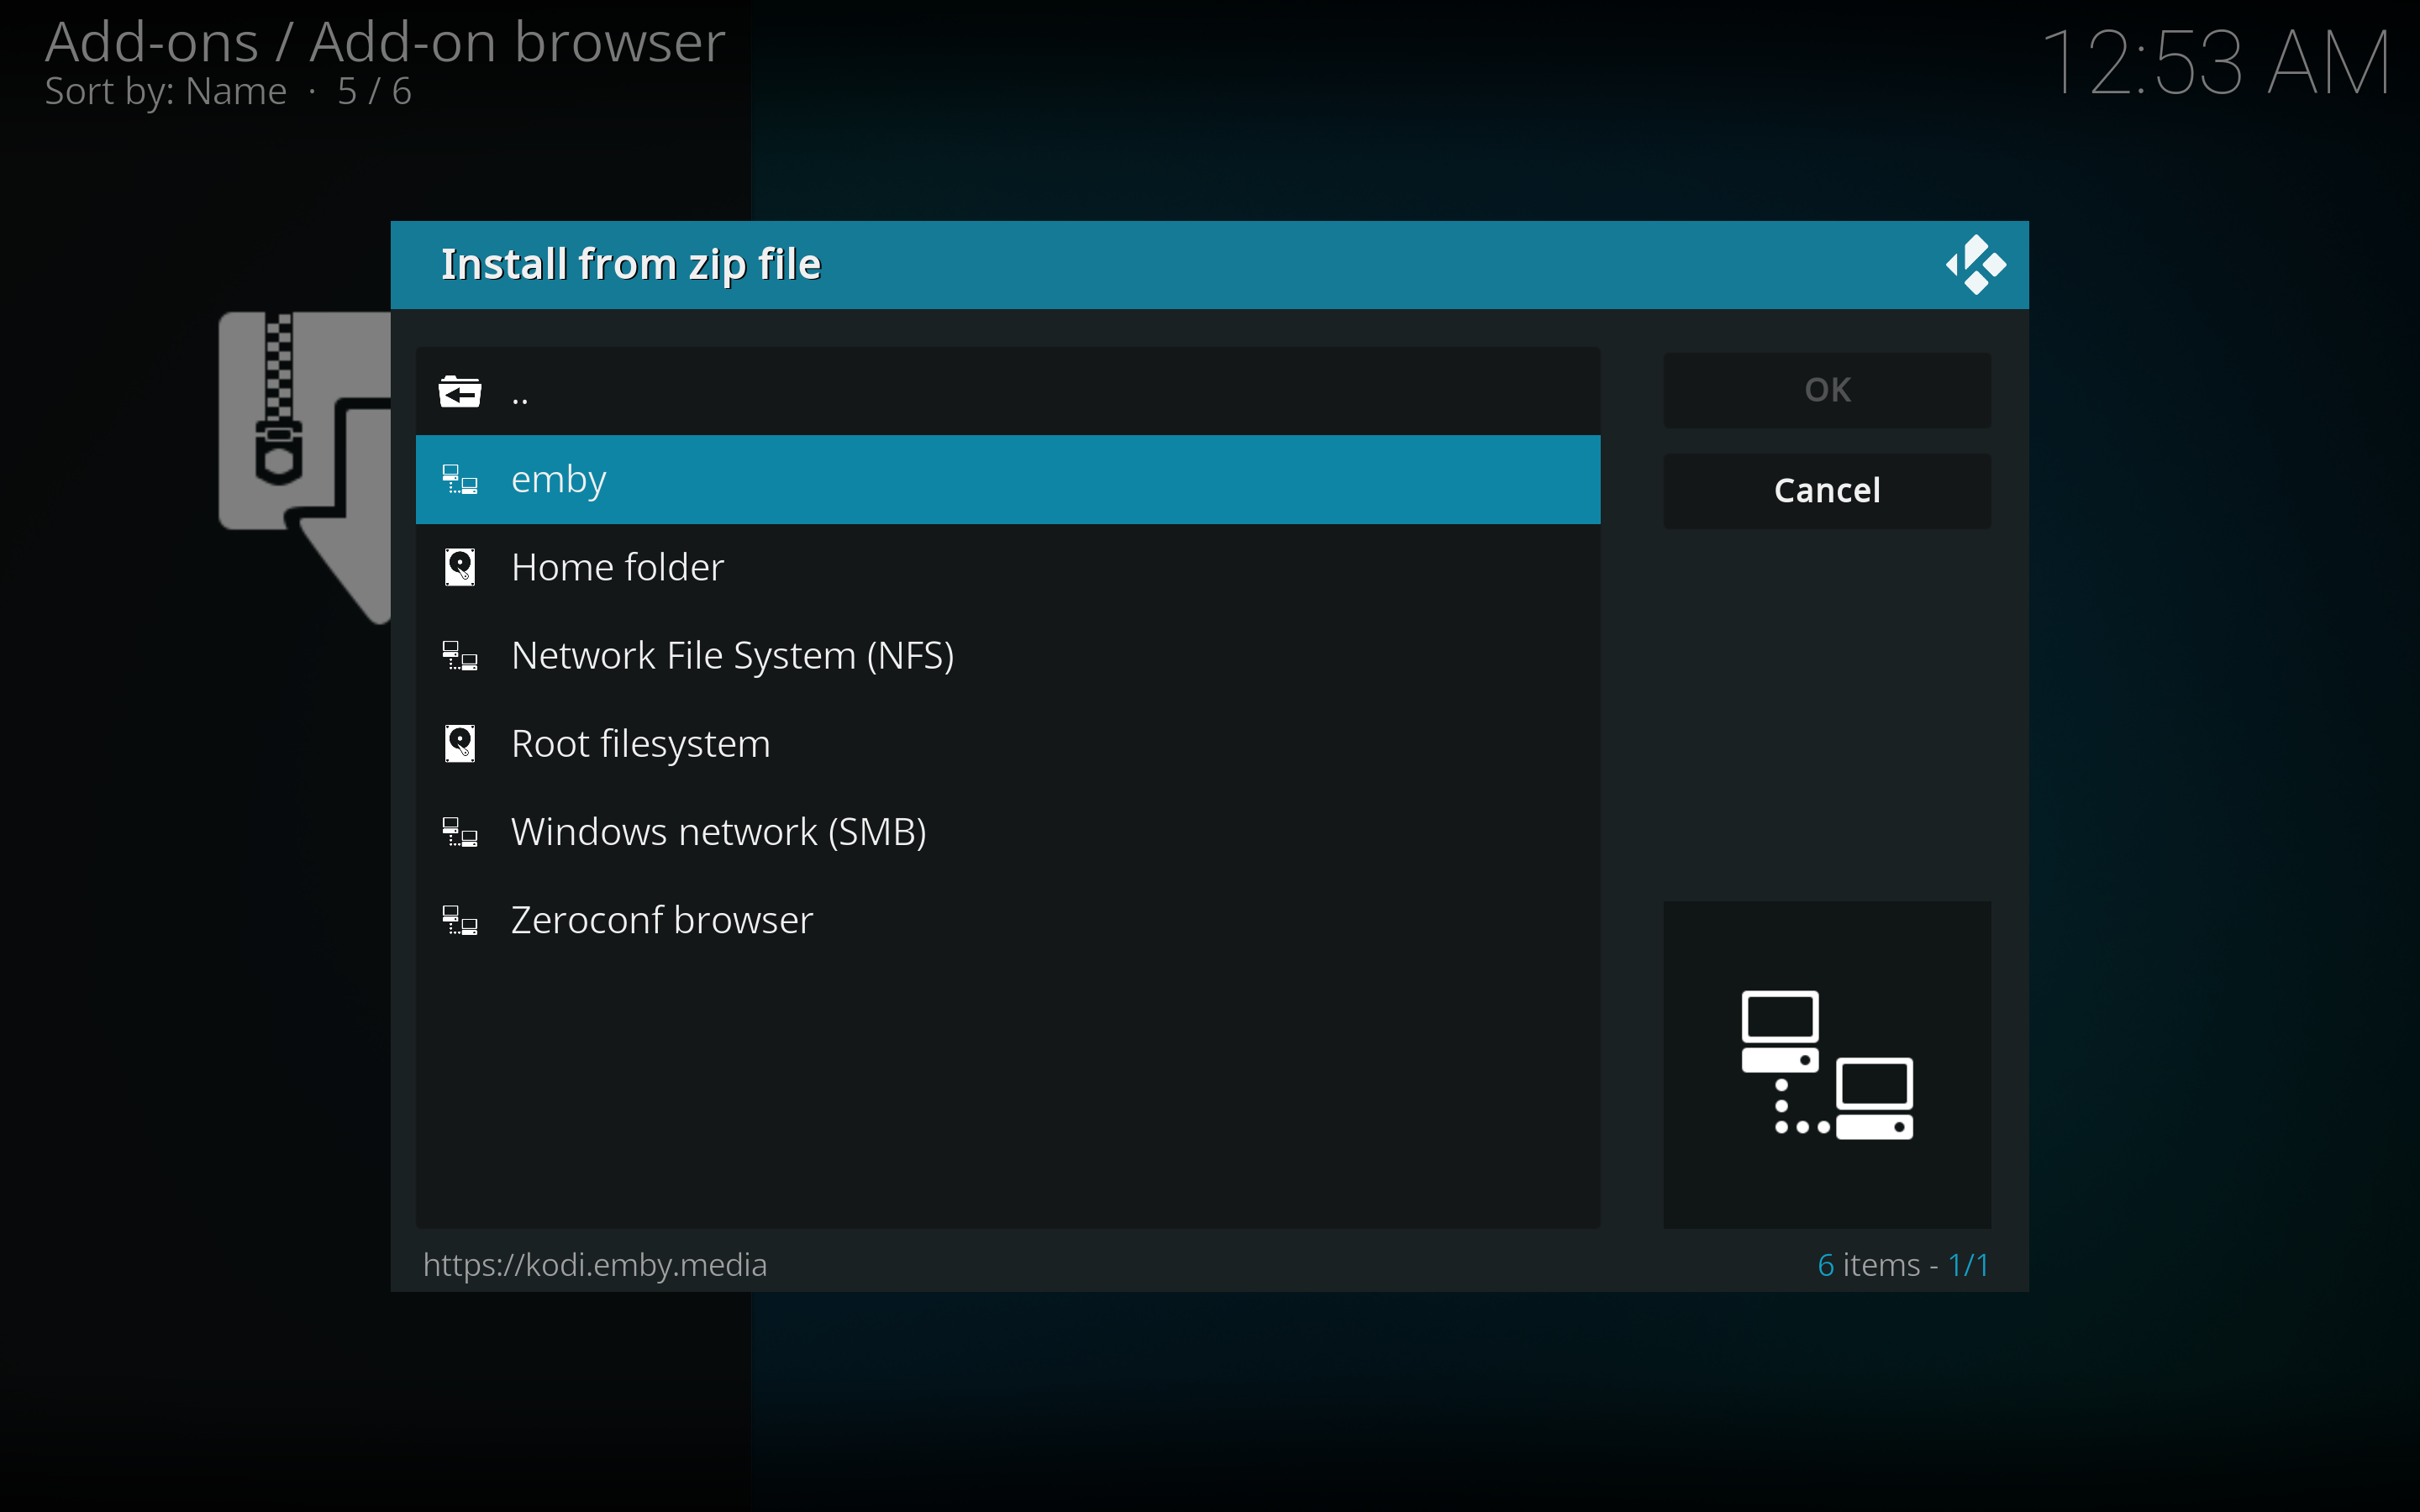 Add-ons / Add-on browser
Sort by: Name · 5 / 6
12:53 AM
Install from zip file
..
emby
Home folder
Network File System (NFS)
Root filesystem
Windows network (SMB)
Zeroconf browser
OK
Cancel
https://kodi.emby.media
6 items - 1/1